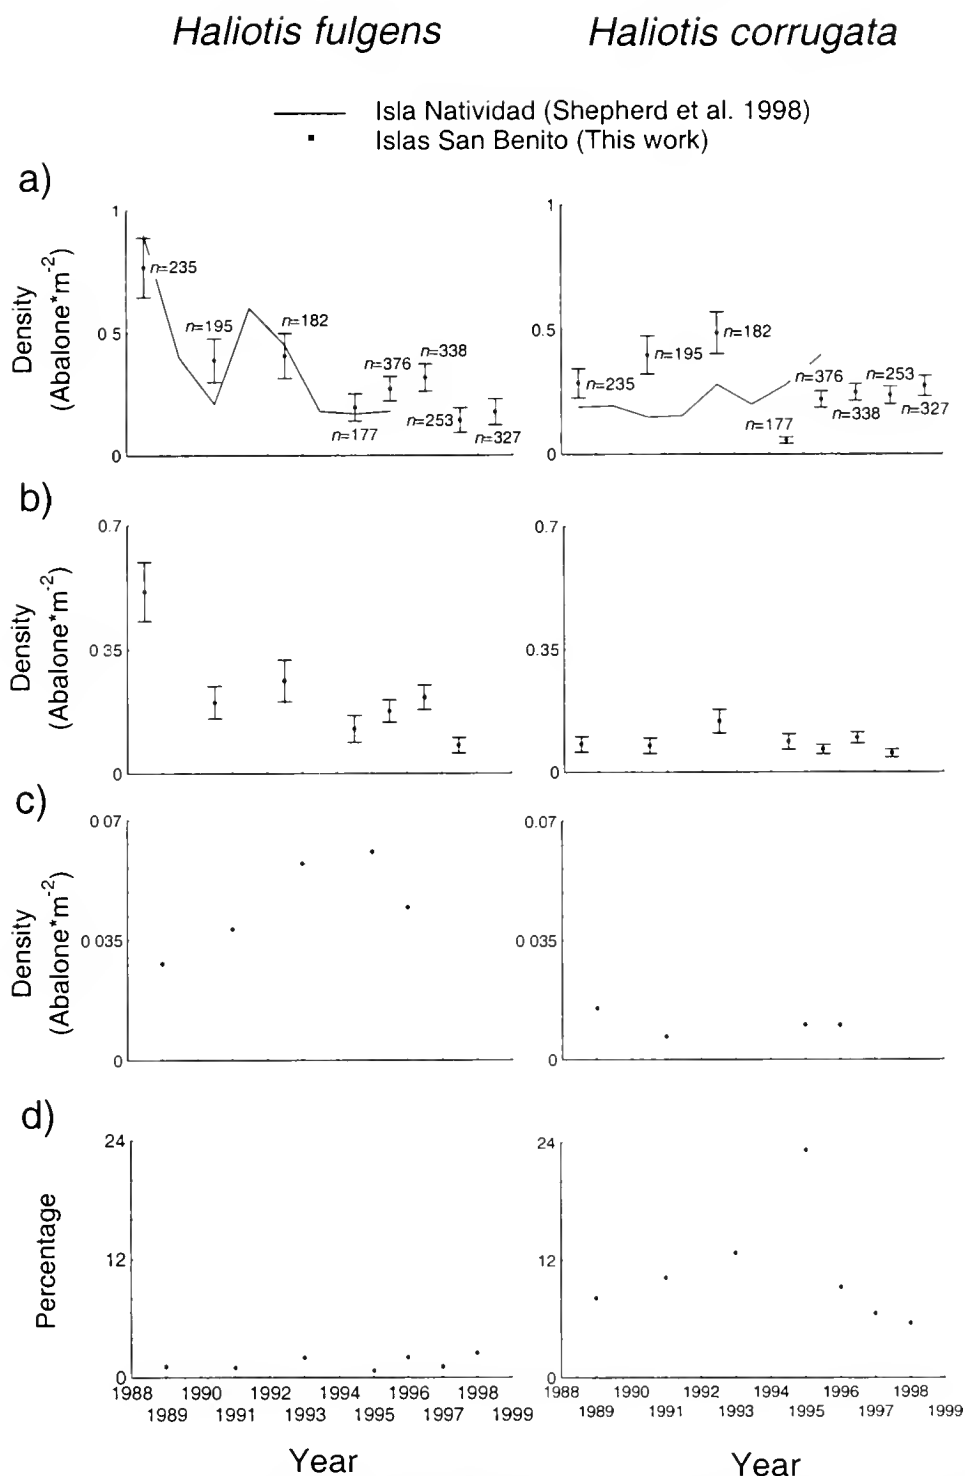 Haliotis fulgens
Haliotis corrugata
Isla Natividad (Shepherd et al. 1998)
Islas San Benito (This work)
a)
Density
(Abalone*m-2)
1
0 5
0
n=235
n=195
n=182
n=177
n=376
n=338
n=253
n=327
1
0.5
0
n=235
n=195
n=182
n=177
n=376
n=338
n=253
n=327
b)
Density
(Abalone*m-2)
0.7
0 35
0
0.7
0.35
0
c)
Density
(Abalone*m-2)
0 07
0 035
0
0.07
0 035
0
d)
Percentage
24
12
0
1988 1990 1992 1994 1996 1998
1989 1991 1993 1995 1997 1999
Year
24
12
0
1988 1990 1992 1994 1996 1998
1989 1991 1993 1995 1997 1999
Year